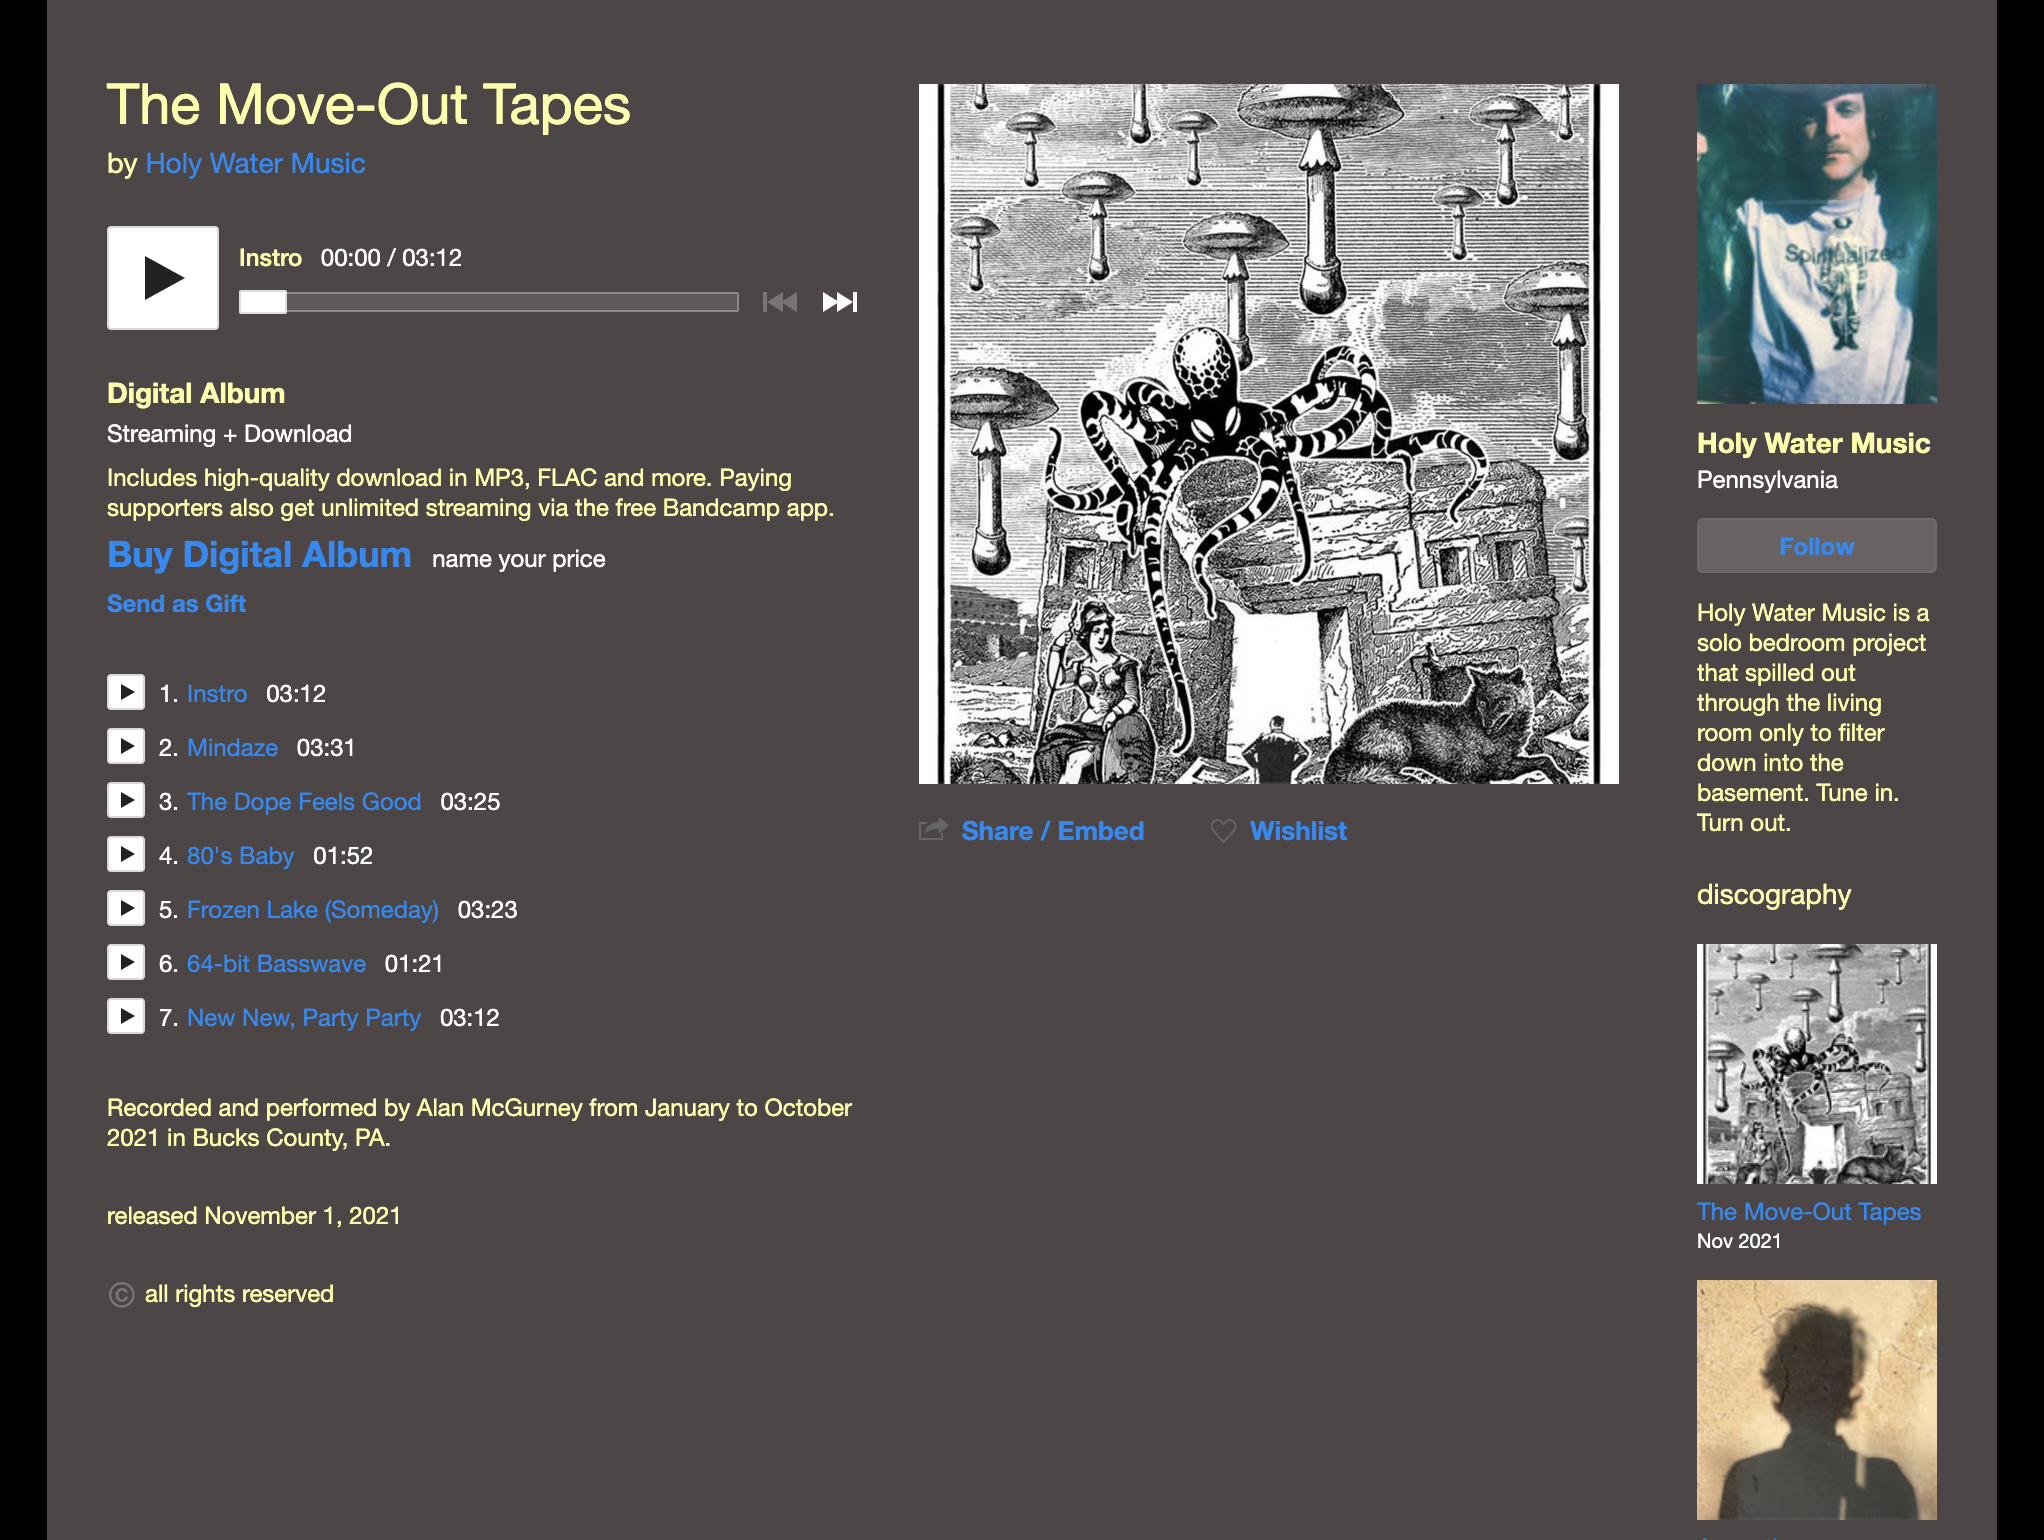 The Move-Out Tapes
by Holy Water Music
Instro 00:00 / 03:12
Digital Album
Streaming + Download
Includes high-quality download in MP3, FLAC and more. Paying
supporters also get unlimited streaming via the free Bandcamp app.
Buy Digital Album name your price
Send as Gift
1. Instro 03:12
2. Mindaze 03:31
3. The Dope Feels Good 03:25
4. 80's Baby 01:52
5. Frozen Lake (Someday) 03:23
6. 64-bit Basswave 01:21
7. New New, Party Party 03:12
Recorded and performed by Alan McGurney from January to October
2021 in Bucks County, PA.
released November 1, 2021
© all rights reserved
Share / Embed
Wishlist
Spiritualized
Holy Water Music
Pennsylvania
Follow
Holy Water Music is a
solo bedroom project
that spilled out
through the living
room only to filter
down into the
basement. Tune in.
Turn out.
discography
The Move-Out Tapes
Nov 2021